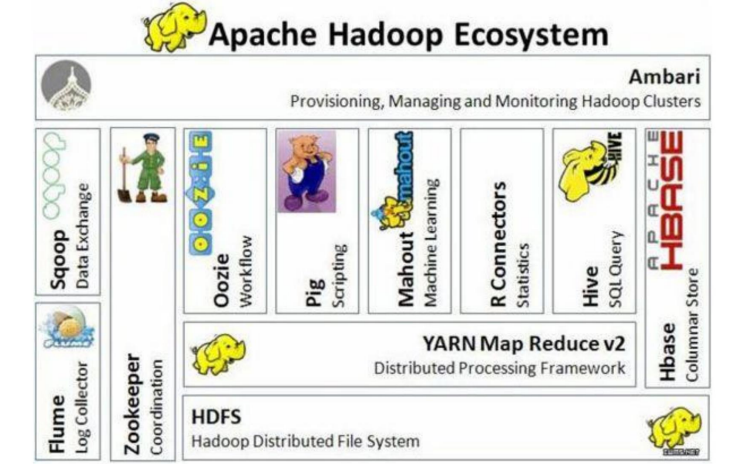 Apache Hadoop Ecosystem
Ambari
Provisioning, Managing and Monitoring Hadoop Clusters
sqoop
Sqoop
Data Exchange
Zookeeper
Coordination
OOZIE
Oozie
Workflow
Pig
Scripting
mahout
Mahout
Machine Learning
R Connectors
Statistics
HIVE
Hive
SQL Query
APACHE
HBASE
Hbase
Columnar Store
Flume
Log Collector
YARN Map Reduce v2
Distributed Processing Framework
HDFS
Hadoop Distributed File System